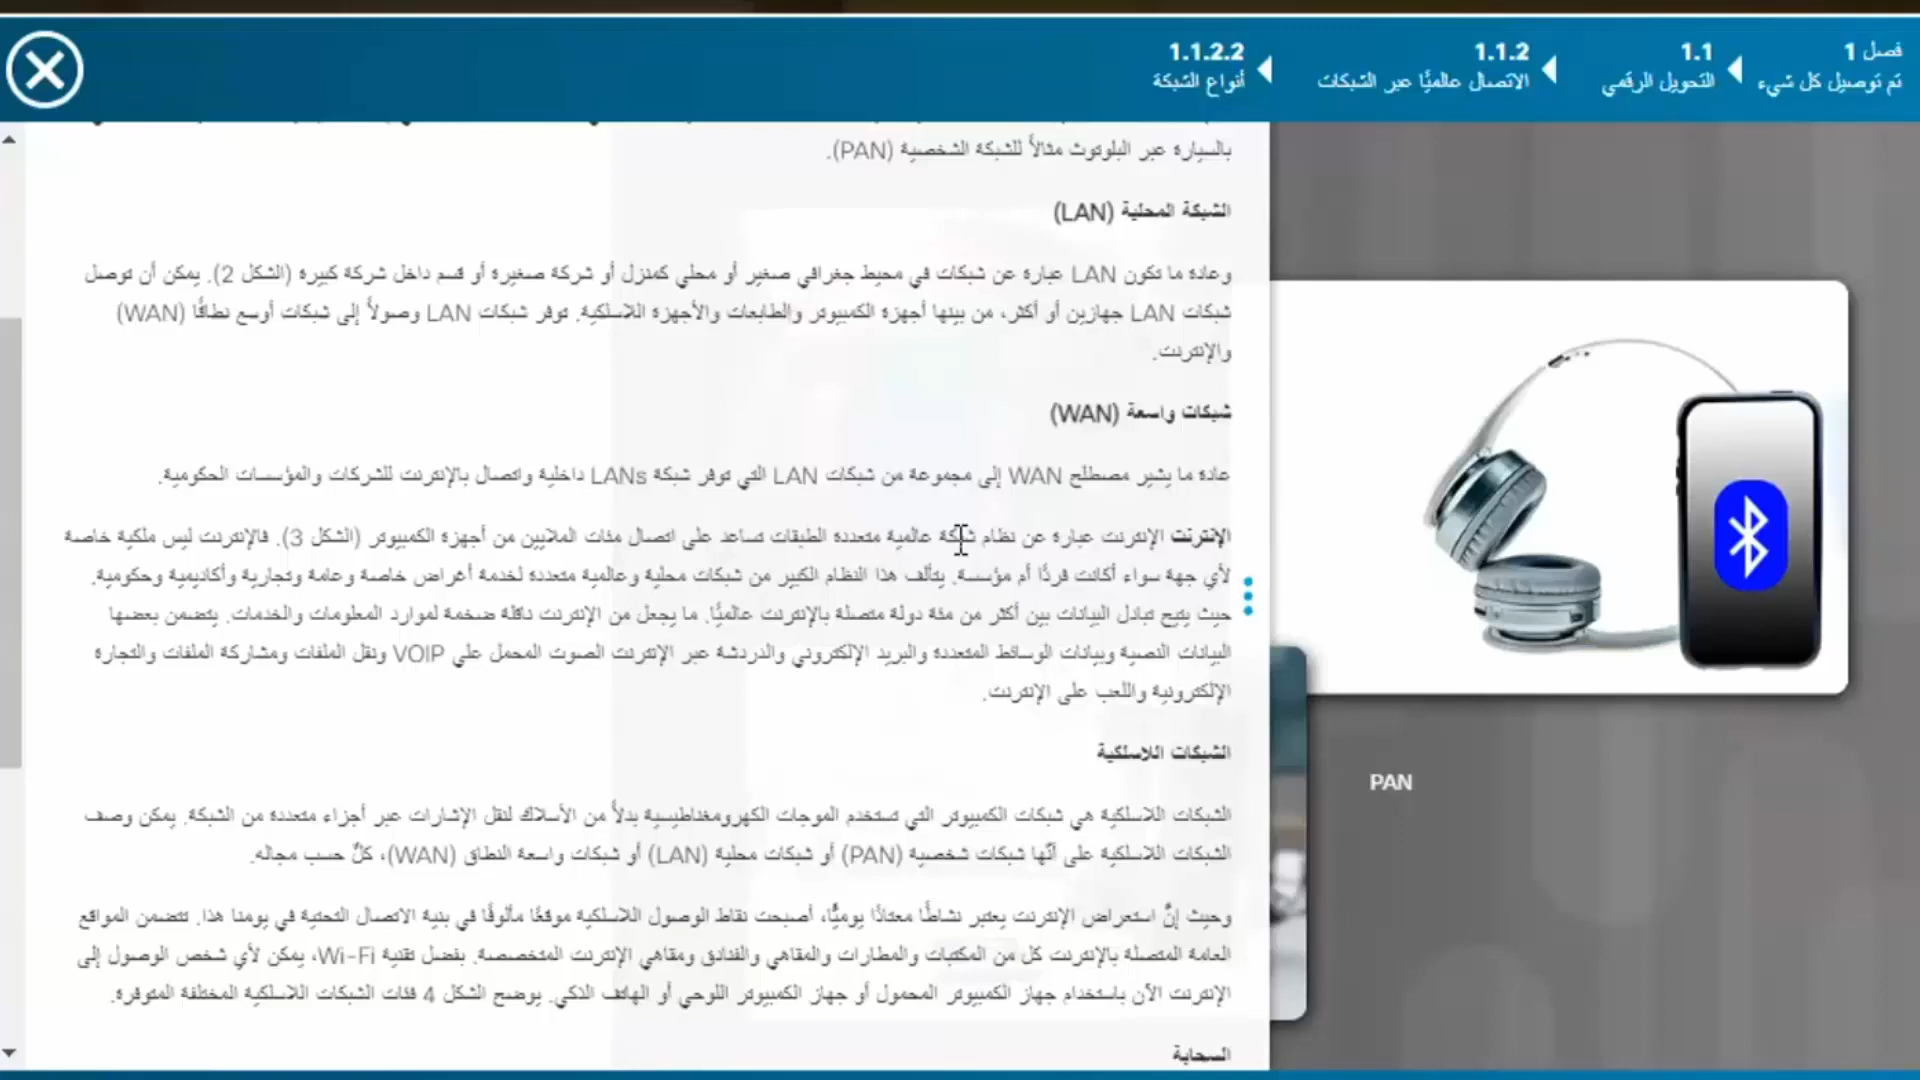 فصل 1
تم توصيل كل شيء
1.1
التحويل الرقمي
1.1.2
الاتصال عالميًا عبر الشبكات
1.1.2.2
أنواع الشبكة
بالسيارة عبر البلوتوث مثالاً للشبكة الشخصية (PAN).
الشبكة المحلية (LAN)
وعادة ما تكون LAN عبارة عن شبكات في محيط جغرافي صغير أو محلي كمنزل أو شركة صغيرة أو قسم داخل شركة كبيرة (الشكل 2). يمكن أن توصل
شبكات LAN جهازين أو أكثر، من بينها أجهزة الكمبيوتر والطابعات والأجهزة اللاسلكية. توفر شبكات LAN وصولاً إلى شبكات أوسع نطاقًا (WAN)
والإنترنت.
شبكات واسعة (WAN)
عادة ما يشير مصطلح WAN إلى مجموعة من شبكات LAN التي توفر شبكة LANs داخلية واتصال بالإنترنت للشركات والمؤسسات الحكومية.
الإنترنت الإنترنت عبارة عن نظام شبكة عالمية متعددة الطبقات تساعد على اتصال مئات الملايين من أجهزة الكمبيوتر (الشكل 3). فالإنترنت ليس ملكية خاصة
لأي جهة سواء أكانت فردًا أم مؤسسة. يتألف هذا النظام الكبير من شبكات محلية وعالمية متعددة لخدمة أغراض خاصة وعامة وتجارية وأكاديمية وحكومية.
حيث يتيح تبادل البيانات بين أكثر من مئة دولة متصلة بالإنترنت عالميًا. ما يجعل من الإنترنت ناقلة ضخمة لموارد المعلومات والخدمات. يتضمن بعضها
البيانات النصية وبيانات الوسائط المتعددة والبريد الإلكتروني والدردشة عبر الإنترنت الصوت المحمل علي VOIP ونقل الملفات ومشاركة الملفات والتجارة
الإلكترونية واللعب على الإنترنت.
الشبكات اللاسلكية
الشبكات اللاسلكية هي شبكات الكمبيوتر التي تستخدم الموجات الكهرومغناطيسية بدلاً من الأسلاك لنقل الإشارات عبر أجزاء متعددة من الشبكة. يمكن وصف
الشبكات اللاسلكية على أنّها شبكات شخصية (PAN) أو شبكات محلية (LAN) أو شبكات واسعة النطاق (WAN)، كلٌ حسب مجاله.
وحيث إنَّ استعراض الإنترنت يعتبر نشاطًا معتادًا يوميًّا، أصبحت نقاط الوصول اللاسلكية موقعًا مألوفًا في بنية الاتصال التحتية في يومنا هذا. تتضمن المواقع
العامة المتصلة بالإنترنت كل من المكتبات والمطارات والمقاهي والفنادق ومقاهي الإنترنت المتخصصة. بفضل تقنية Wi-Fi، يمكن لأي شخص الوصول إلى
الإنترنت الآن باستخدام جهاز الكمبيوتر المحمول أو جهاز الكمبيوتر اللوحي أو الهاتف الذكي. يوضح الشكل 4 فئات الشبكات اللاسلكية المختلفة المتوفرة.
السحابة
PAN